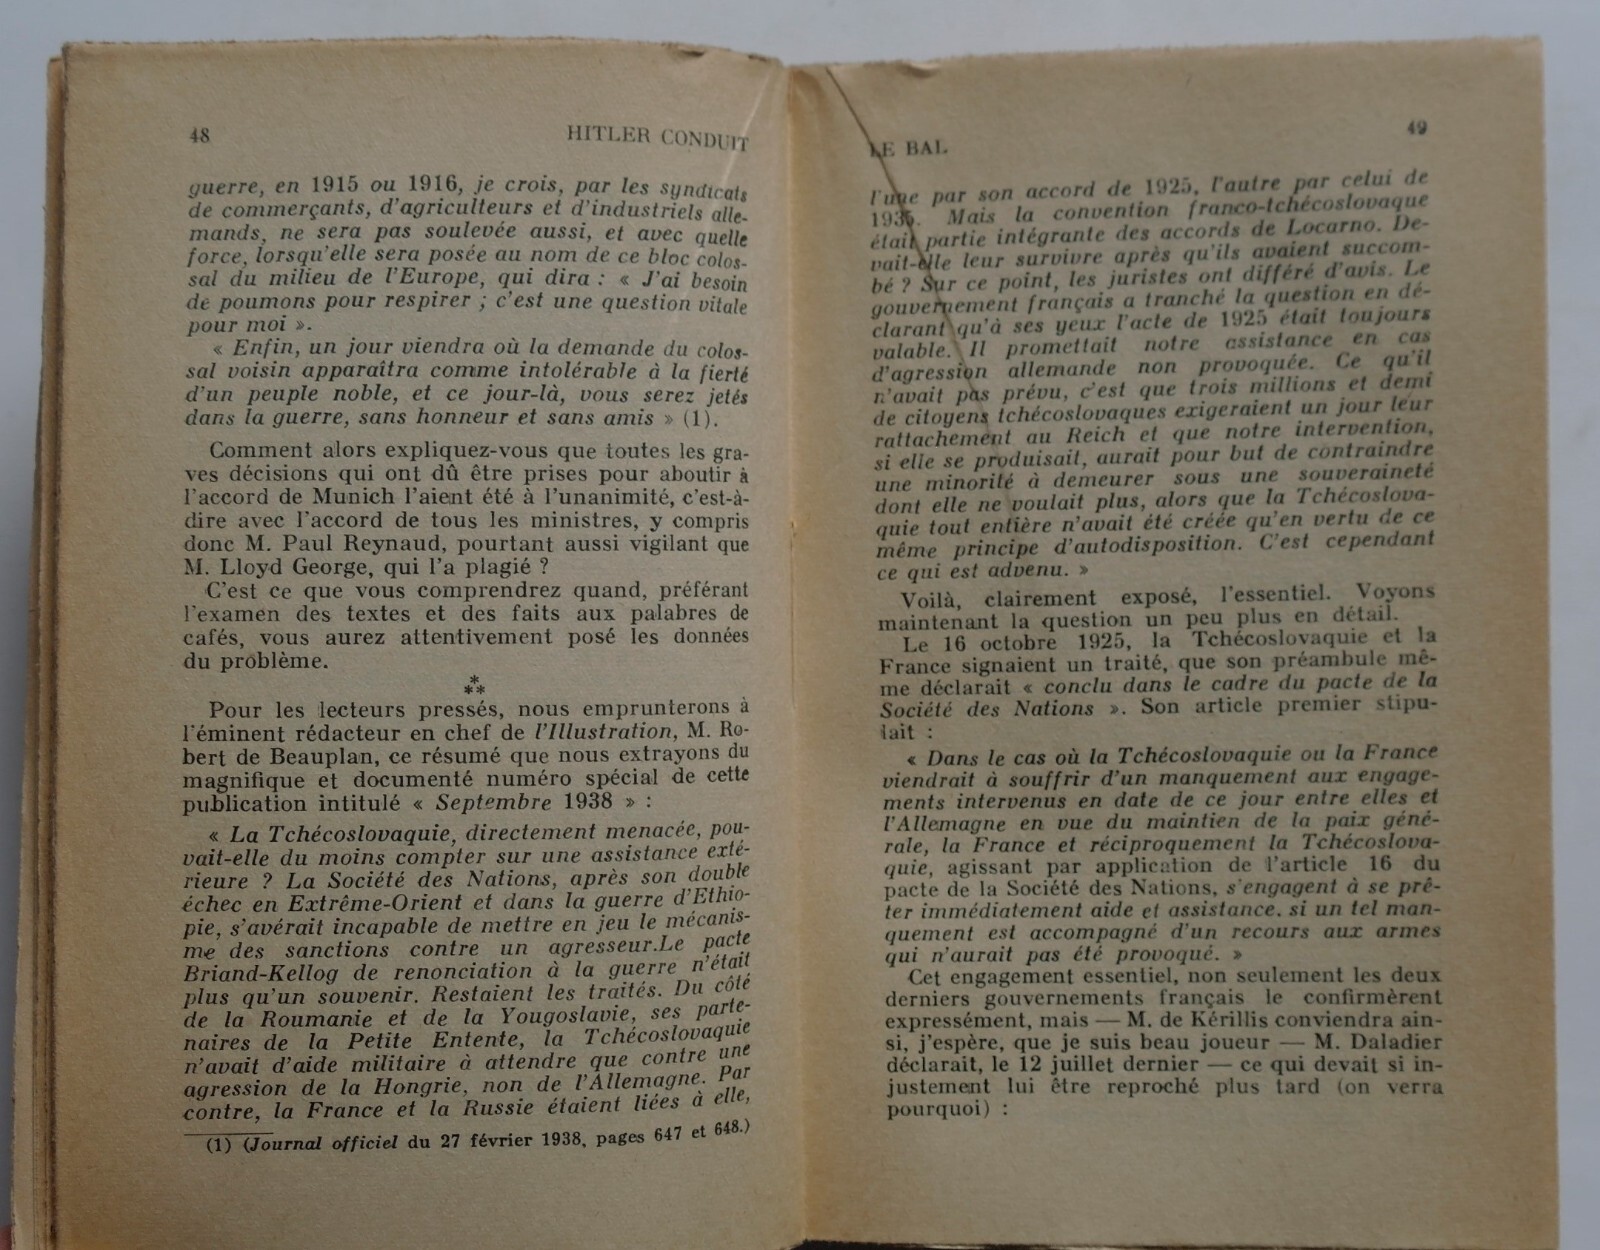 48
HITLER CONDUIT
guerre, en 1915 ou 1916, je crois, par les syndicats
de commerçants, d'agriculteurs et d'industriels alle-
mands, ne sera pas soulevée aussi, et avec quelle
force, lorsqu'elle sera posée au nom de ce bloc colos-
sal du milieu de l'Europe, qui dira : « J'ai besoin
de poumons pour respirer ; c'est une question vitale
pour moi ».
« Enfin, un jour viendra où la demande du colos-
sal voisin apparaîtra comme intolérable à la fierté
d'un peuple noble, et ce jour-là, vous serez jetés
dans la guerre, sans honneur et sans amis » (1).
Comment alors expliquez-vous que toutes les gra-
ves décisions qui ont dû être prises pour aboutir à
l'accord de Munich l'aient été à l'unanimité, c'est-à-
dire avec l'accord de tous les ministres, y compris
donc M. Paul Reynaud, pourtant aussi vigilant que
M. Lloyd George, qui l'a plagié ?
C'est ce que vous comprendrez quand, préférant
l'examen des textes et des faits aux palabres de
cafés, vous aurez attentivement posé les données
du problème.
*
**
Pour les lecteurs pressés, nous emprunterons à
l'éminent rédacteur en chef de l'Illustration, M. Ro-
bert de Beauplan, ce résumé que nous extrayons du
magnifique et documenté numéro spécial de cette
publication intitulé « Septembre 1938 » :
« La Tchécoslovaquie, directement menacée, pou-
vait-elle du moins compter sur une assistance exté-
rieure ? La Société des Nations, après son double
échec en Extrême-Orient et dans la guerre d'Ethio-
pie, s'avérait incapable de mettre en jeu le mécanis-
me des sanctions contre un agresseur.Le pacte
Briand-Kellog de renonciation à la guerre n'était
plus qu'un souvenir. Restaient les traités. Du côté
de la Roumanie et de la Yougoslavie, ses parte-
naires de la Petite Entente, la Tchécoslovaquie
n'avait d'aide militaire à attendre que contre une
agression de la Hongrie, non de l'Allemagne. Par
contre, la France et la Russie étaient liées à elle,
(1) (Journal officiel du 27 février 1938, pages 647 et 648.)
LE BAL
49
l'une par son accord de 1925, l'autre par celui de
1935. Mais la convention franco-tchécoslovaque
était partie intégrante des accords de Locarno. De-
vait-elle leur survivre après qu'ils avaient succom-
bé ? Sur ce point, les juristes ont différé d'avis. Le
gouvernement français a tranché la question en dé-
clarant qu'à ses yeux l'acte de 1925 était toujours
valable. Il promettait notre assistance en cas
d'agression allemande non provoquée. Ce qu'il
n'avait pas prévu, c'est que trois millions et demi
de citoyens tchécoslovaques exigeraient un jour leur
rattachement au Reich et que notre intervention,
si elle se produisait, aurait pour but de contraindre
une minorité à demeurer sous une souveraineté
dont elle ne voulait plus, alors que la Tchécoslova-
quie tout entière n'avait été créée qu'en vertu de ce
même principe d'autodisposition. C'est cependant
ce qui est advenu. »
Voilà, clairement exposé, l'essentiel. Voyons
maintenant la question un peu plus en détail.
Le 16 octobre 1925, la Tchécoslovaquie et la
France signaient un traité, que son préambule mê-
me déclarait « conclu dans le cadre du pacte de la
Société des Nations ». Son article premier stipu-
lait :
« Dans le cas où la Tchécoslovaquie ou la France
viendrait à souffrir d'un manquement aux engage-
ments intervenus en date de ce jour entre elles et
l'Allemagne en vue du maintien de la paix géné-
rale, la France et réciproquement la Tchécoslova-
quie, agissant par application de l'article 16 du
pacte de la Société des Nations, s'engagent à se prê-
ter immédiatement aide et assistance. si un tel man-
quement est accompagné d'un recours aux armes
qui n'aurait pas été provoqué. »
Cet engagement essentiel, non seulement les deux
derniers gouvernements français le confirmèrent
expressément, mais — M. de Kérillis conviendra ain-
si, j'espère, que je suis beau joueur — M. Daladier
déclarait, le 12 juillet dernier — ce qui devait si in-
justement lui être reproché plus tard (on verra
pourquoi) :